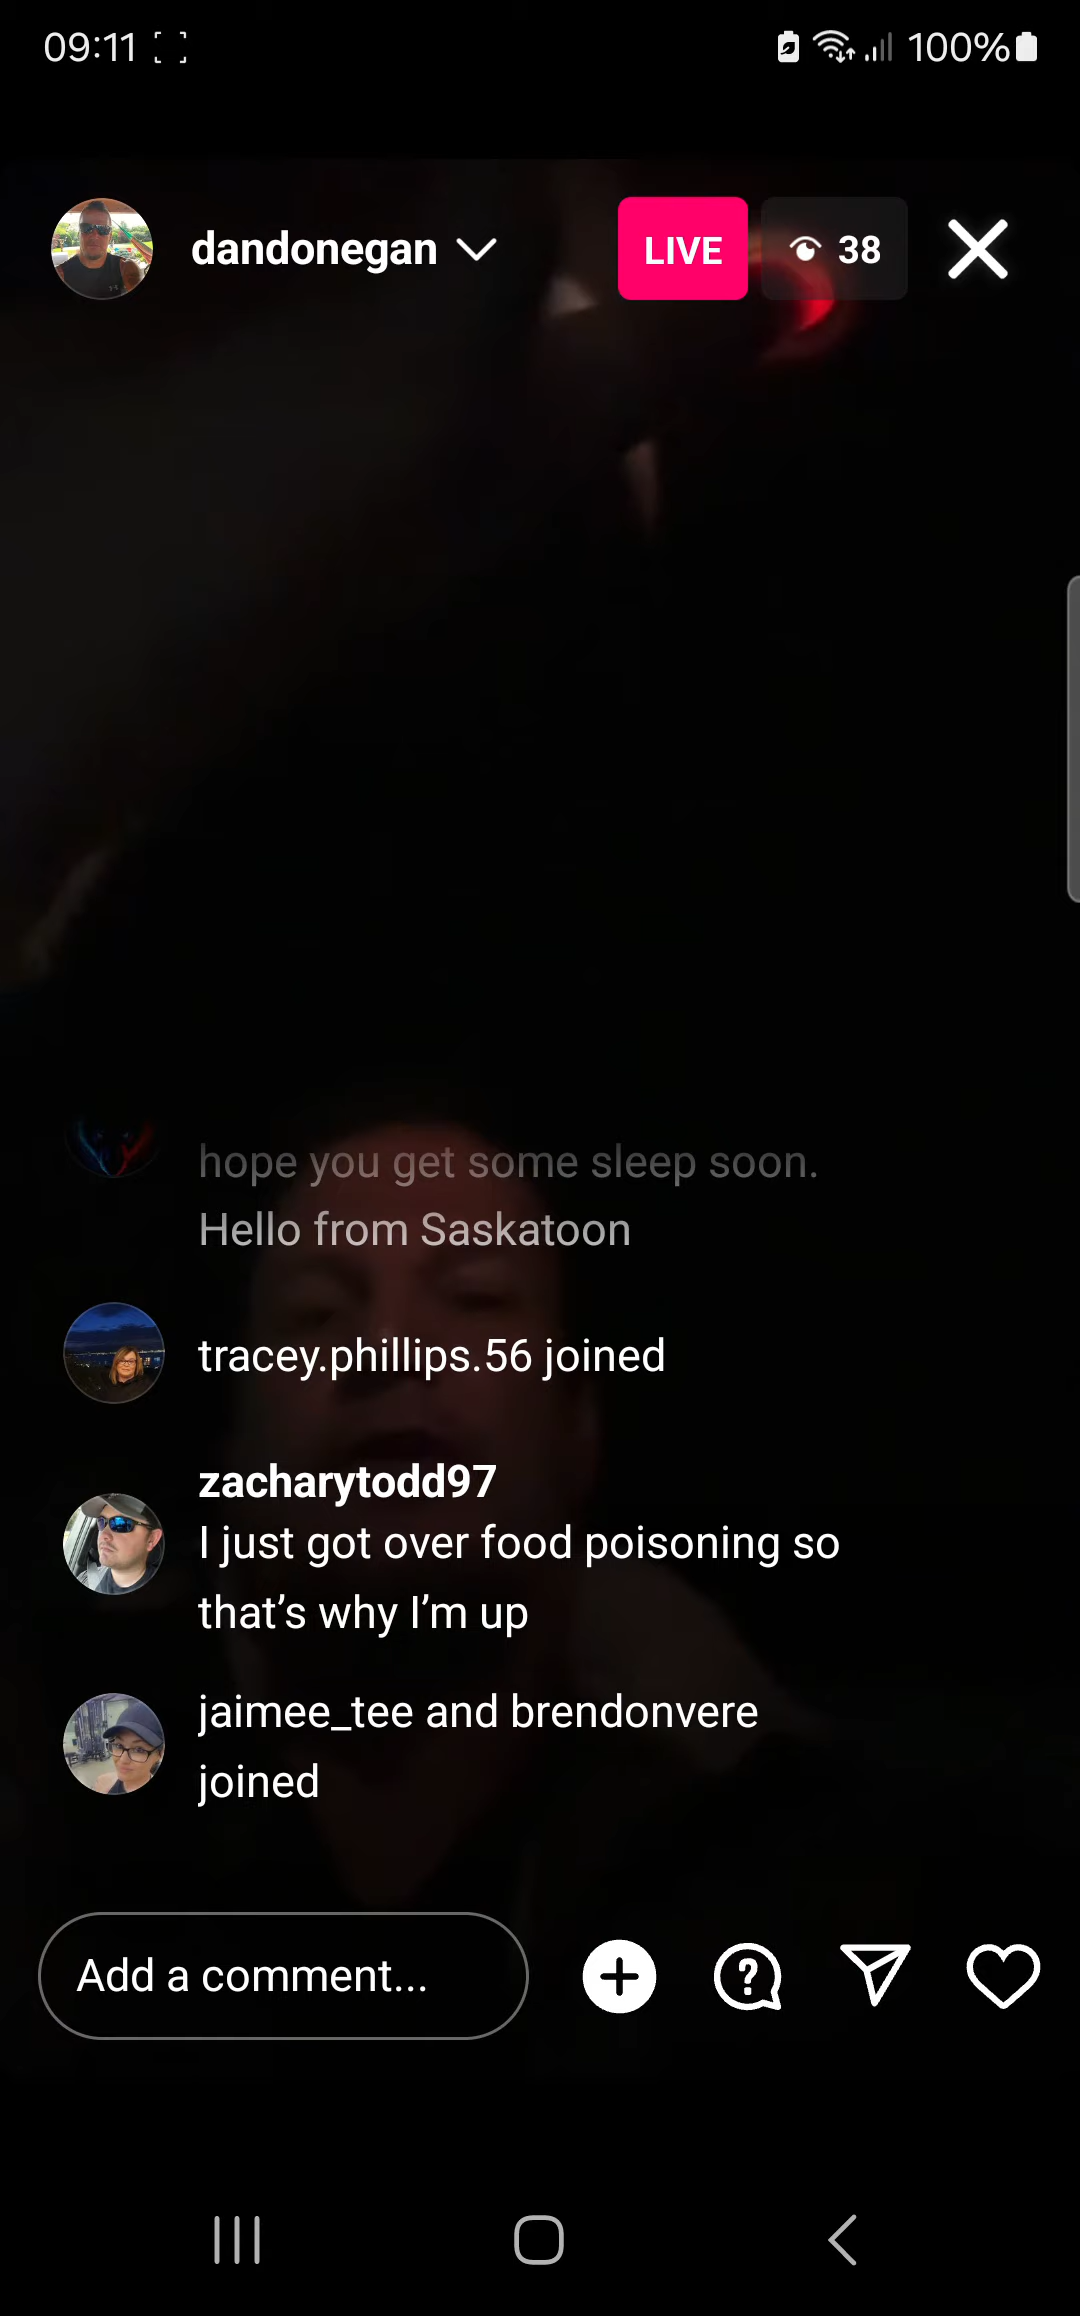 09:11 100%
dandonegan LIVE 38
hope you get some sleep soon.
Hello from Saskatoon
tracey.phillips.56 joined
zacharytodd97
I just got over food poisoning so
that’s why I’m up
jaimee_tee and brendonvere
joined
Add a comment...